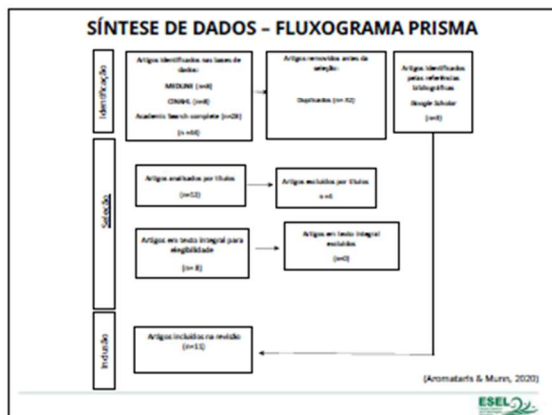 SÍNTESE DE DADOS – FLUXOGRAMA PRISMA
Identificação
Artigos identificados nas bases de
dados:
MEDLINE (n=8)
CINAHL (n=8)
Academic Search complete (n=28)
(n =44)
Artigos removidos antes da
seleção:
Duplicados (n= 32)
Artigos identificados
pelas referências
bibliográficas
Google Scholar
(n=3)
Seleção
Artigos analisados por títulos
(n=12)
Artigos excluídos por títulos
n =4
Artigos em texto integral para
elegibilidade
(n= 8)
Artigos em texto integral
excluídos
(n=0)
Inclusão
Artigos incluídos na revisão
(n=11)
(Aromataris & Munn, 2020)
ESEL